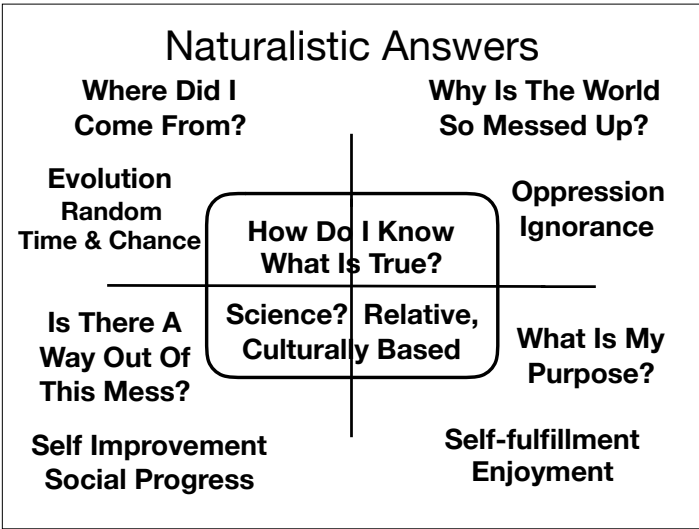 Naturalistic Answers
Where Did I
Come From?
Evolution
Random
Time & Chance
Why Is The World
So Messed Up?
Oppression
Ignorance
How Do I Know
What Is True?
Science? Relative,
Culturally Based
Is There A
Way Out Of
This Mess?
Self Improvement
Social Progress
What Is My
Purpose?
Self-fulfillment
Enjoyment